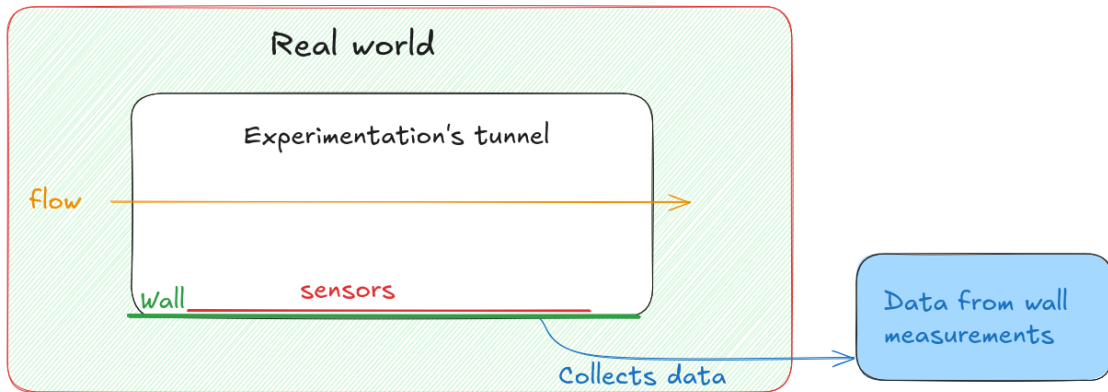 Real world
Experimentation's tunnel
flow
Wall
sensors
Data from wall
measurements
Collects data